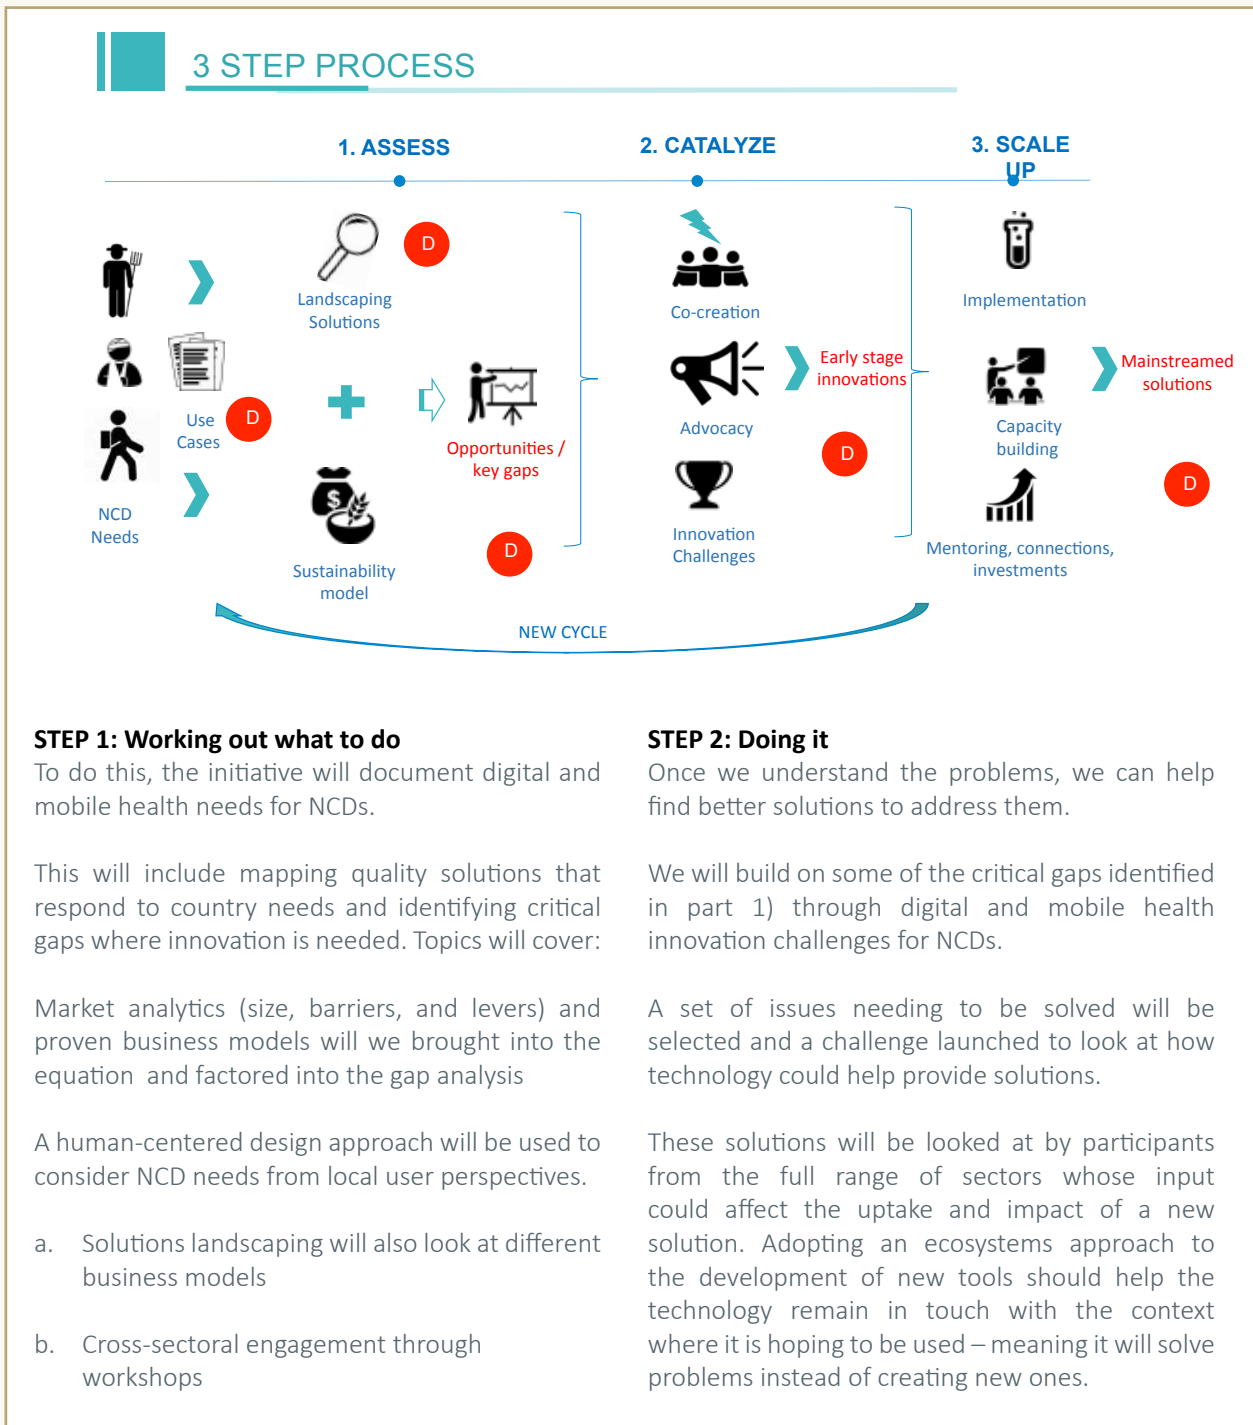 3 STEP PROCESS
1. ASSESS
2. CATALYZE
3. SCALE
UP
D
Landscaping
Solutions
Use
Cases
D
NCD
Needs
Opportunities /
key gaps
D
Sustainability
model
Co-creation
Advocacy
Early stage
innovations
D
Innovation
Challenges
Implementation
Capacity
building
Mainstreamed
solutions
D
Mentoring, connections,
investments
NEW CYCLE
STEP 1: Working out what to do
To do this, the initiative will document digital and
mobile health needs for NCDs.
This will include mapping quality solutions that
respond to country needs and identifying critical
gaps where innovation is needed. Topics will cover:
Market analytics (size, barriers, and levers) and
proven business models will we brought into the
equation and factored into the gap analysis
A human-centered design approach will be used to
consider NCD needs from local user perspectives.
a. Solutions landscaping will also look at different
business models
b. Cross-sectoral engagement through
workshops
STEP 2: Doing it
Once we understand the problems, we can help
find better solutions to address them.
We will build on some of the critical gaps identified
in part 1) through digital and mobile health
innovation challenges for NCDs.
A set of issues needing to be solved will be
selected and a challenge launched to look at how
technology could help provide solutions.
These solutions will be looked at by participants
from the full range of sectors whose input
could affect the uptake and impact of a new
solution. Adopting an ecosystems approach to
the development of new tools should help the
technology remain in touch with the context
where it is hoping to be used – meaning it will solve
problems instead of creating new ones.